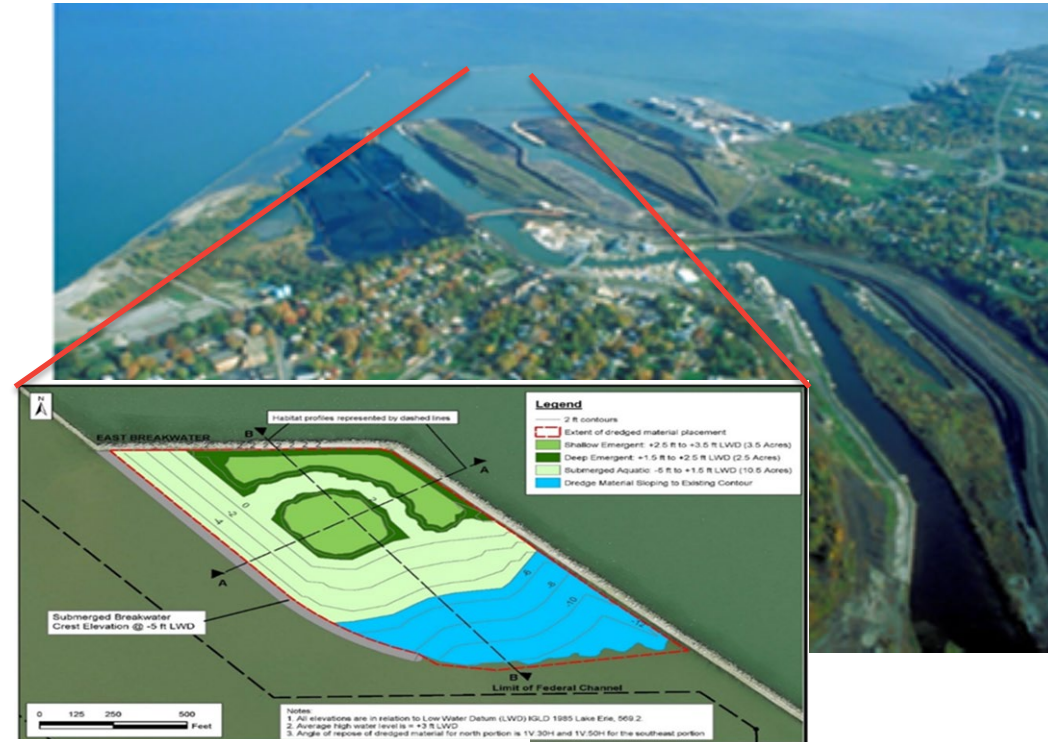 N
EAST BREAKWATER
Habitat profiles represented by dashed lines
B
A
Legend
2 ft contours
Extent of dredged material placement
Shallow Emergent: +2.5 ft to +3.5 ft LWD (3.5 Acres)
Deep Emergent: +1.5 ft to +2.5 ft LWD (2.5 Acres)
Submerged Aquatic: -5 ft to +1.5 ft LWD (10.8 Acres)
Dredge Material Sloping to Existing Contour
0
-2
-4
-8
-10
A
Submerged Breakwater
Crest Elevation @ -5 ft LWD
B
Limit of Federal Channel
0 125 250 500
Feet
Notes:
1. All elevations are in relation to Low Water Datum (LWD) IGLD 1985 Lake Erie, 569.2.
2. Average high water level is = +3 ft LWD
3. Angle of repose of dredged material for north portion is 1V:30H and 1V:50H for the southeast portion